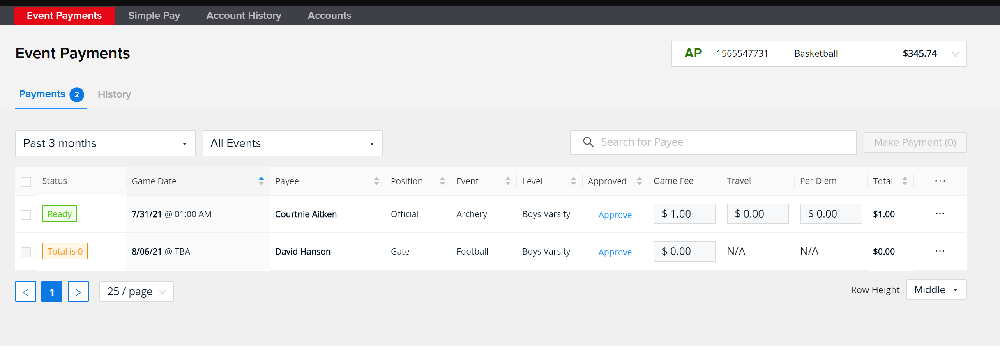 Event Payments Simple Pay Account History Accounts
Event Payments
AP 1565547731 Basketball $345.74
Payments 2 History
Past 3 months All Events Search for Payee Make Payment (0)
Status Game Date Payee Position Event Level Approved Game Fee Travel Per Diem Total ...
Ready 7/31/21 @ 01:00 AM Courtnie Aitken Official Archery Boys Varsity Approve $ 1.00 $ 0.00 $ 0.00 $1.00 ...
Total is 0 8/06/21 @ TBA David Hanson Gate Football Boys Varsity Approve $ 0.00 N/A N/A $0.00 ...
< 1 > 25 / page Row Height Middle